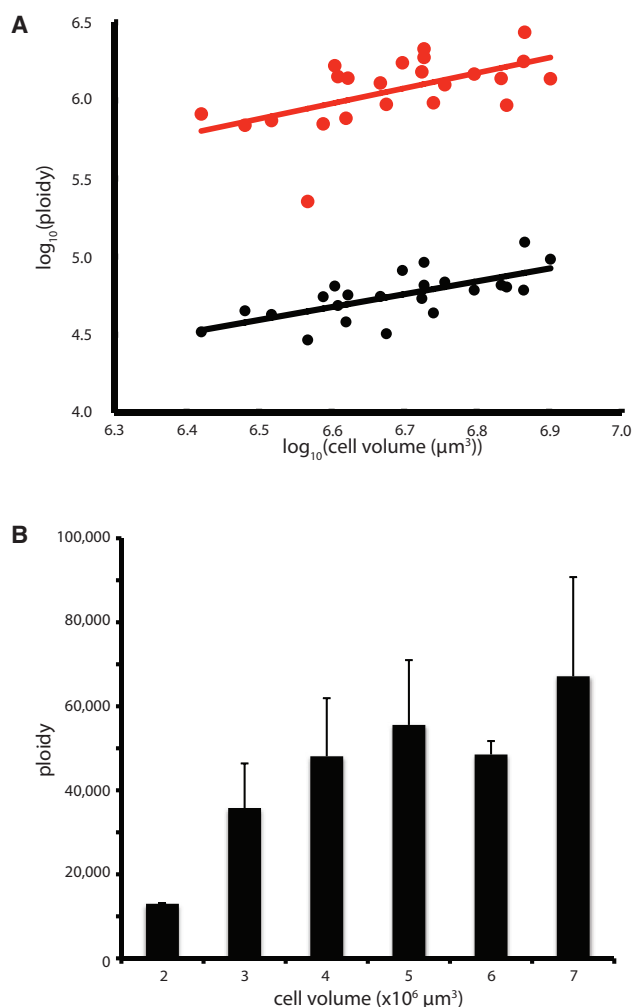 A
6.5
6.0
5.5
5.0
4.5
4.0
log10(ploidy)
6.3 6.4 6.5 6.6 6.7 6.8 6.9 7.0
log10(cell volume (µm³))
B
100,000
80,000
60,000
40,000
20,000
0
ploidy
2 3 4 5 6 7
cell volume (x10⁶ µm³)